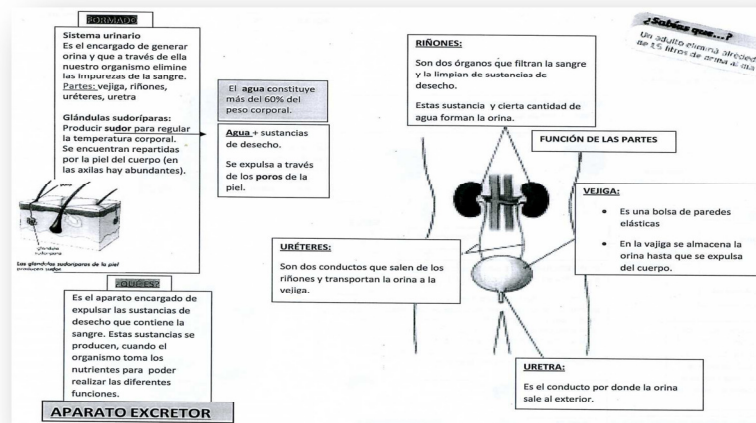 FORMADO
Sistema urinario
Es el encargado de generar
orina y que a través de ella
nuestro organismo elimine
las impurezas de la sangre.
Partes: vejiga, riñones,
uréteres, uretra
Glándulas sudoríparas:
Producir sudor para regular
la temperatura corporal.
Se encuentran repartidas
por la piel del cuerpo (en
las axilas hay abundantes).
glándula
sudorípara
Las glándulas sudoríparas de la piel
producen sudor
El agua constituye
más del 60% del
peso corporal.
Agua + sustancias
de desecho.
Se expulsa a través
de los poros de la
piel.
¿QUÉ ES?
Es el aparato encargado de
expulsar las sustancias de
desecho que contiene la
sangre. Estas sustancias se
producen, cuando el
organismo toma los
nutrientes para poder
realizar las diferentes
funciones.
APARATO EXCRETOR
RIÑONES:
Son dos órganos que filtran la sangre
y la limpian de sustancias de
desecho.
Estas sustancia y cierta cantidad de
agua forman la orina.
¿Sabías que...?
Un adulto elimina alreded
de 1,5 litros de orina al día
FUNCIÓN DE LAS PARTES
VEJIGA:
• Es una bolsa de paredes
elásticas
• En la vajiga se almacena la
orina hasta que se expulsa
del cuerpo.
URÉTERES:
Son dos conductos que salen de los
riñones y transportan la orina a la
vejiga.
URETRA:
Es el conducto por donde la orina
sale al exterior.